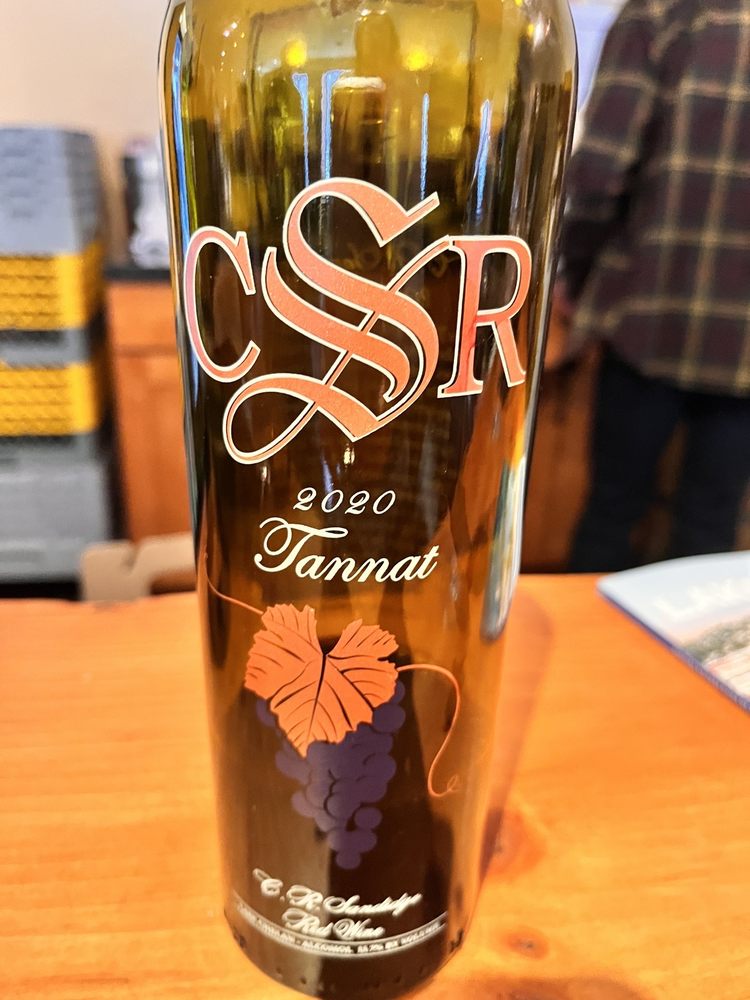 CSR
2020
Tannat
C. R. Sandidge
Red Wine